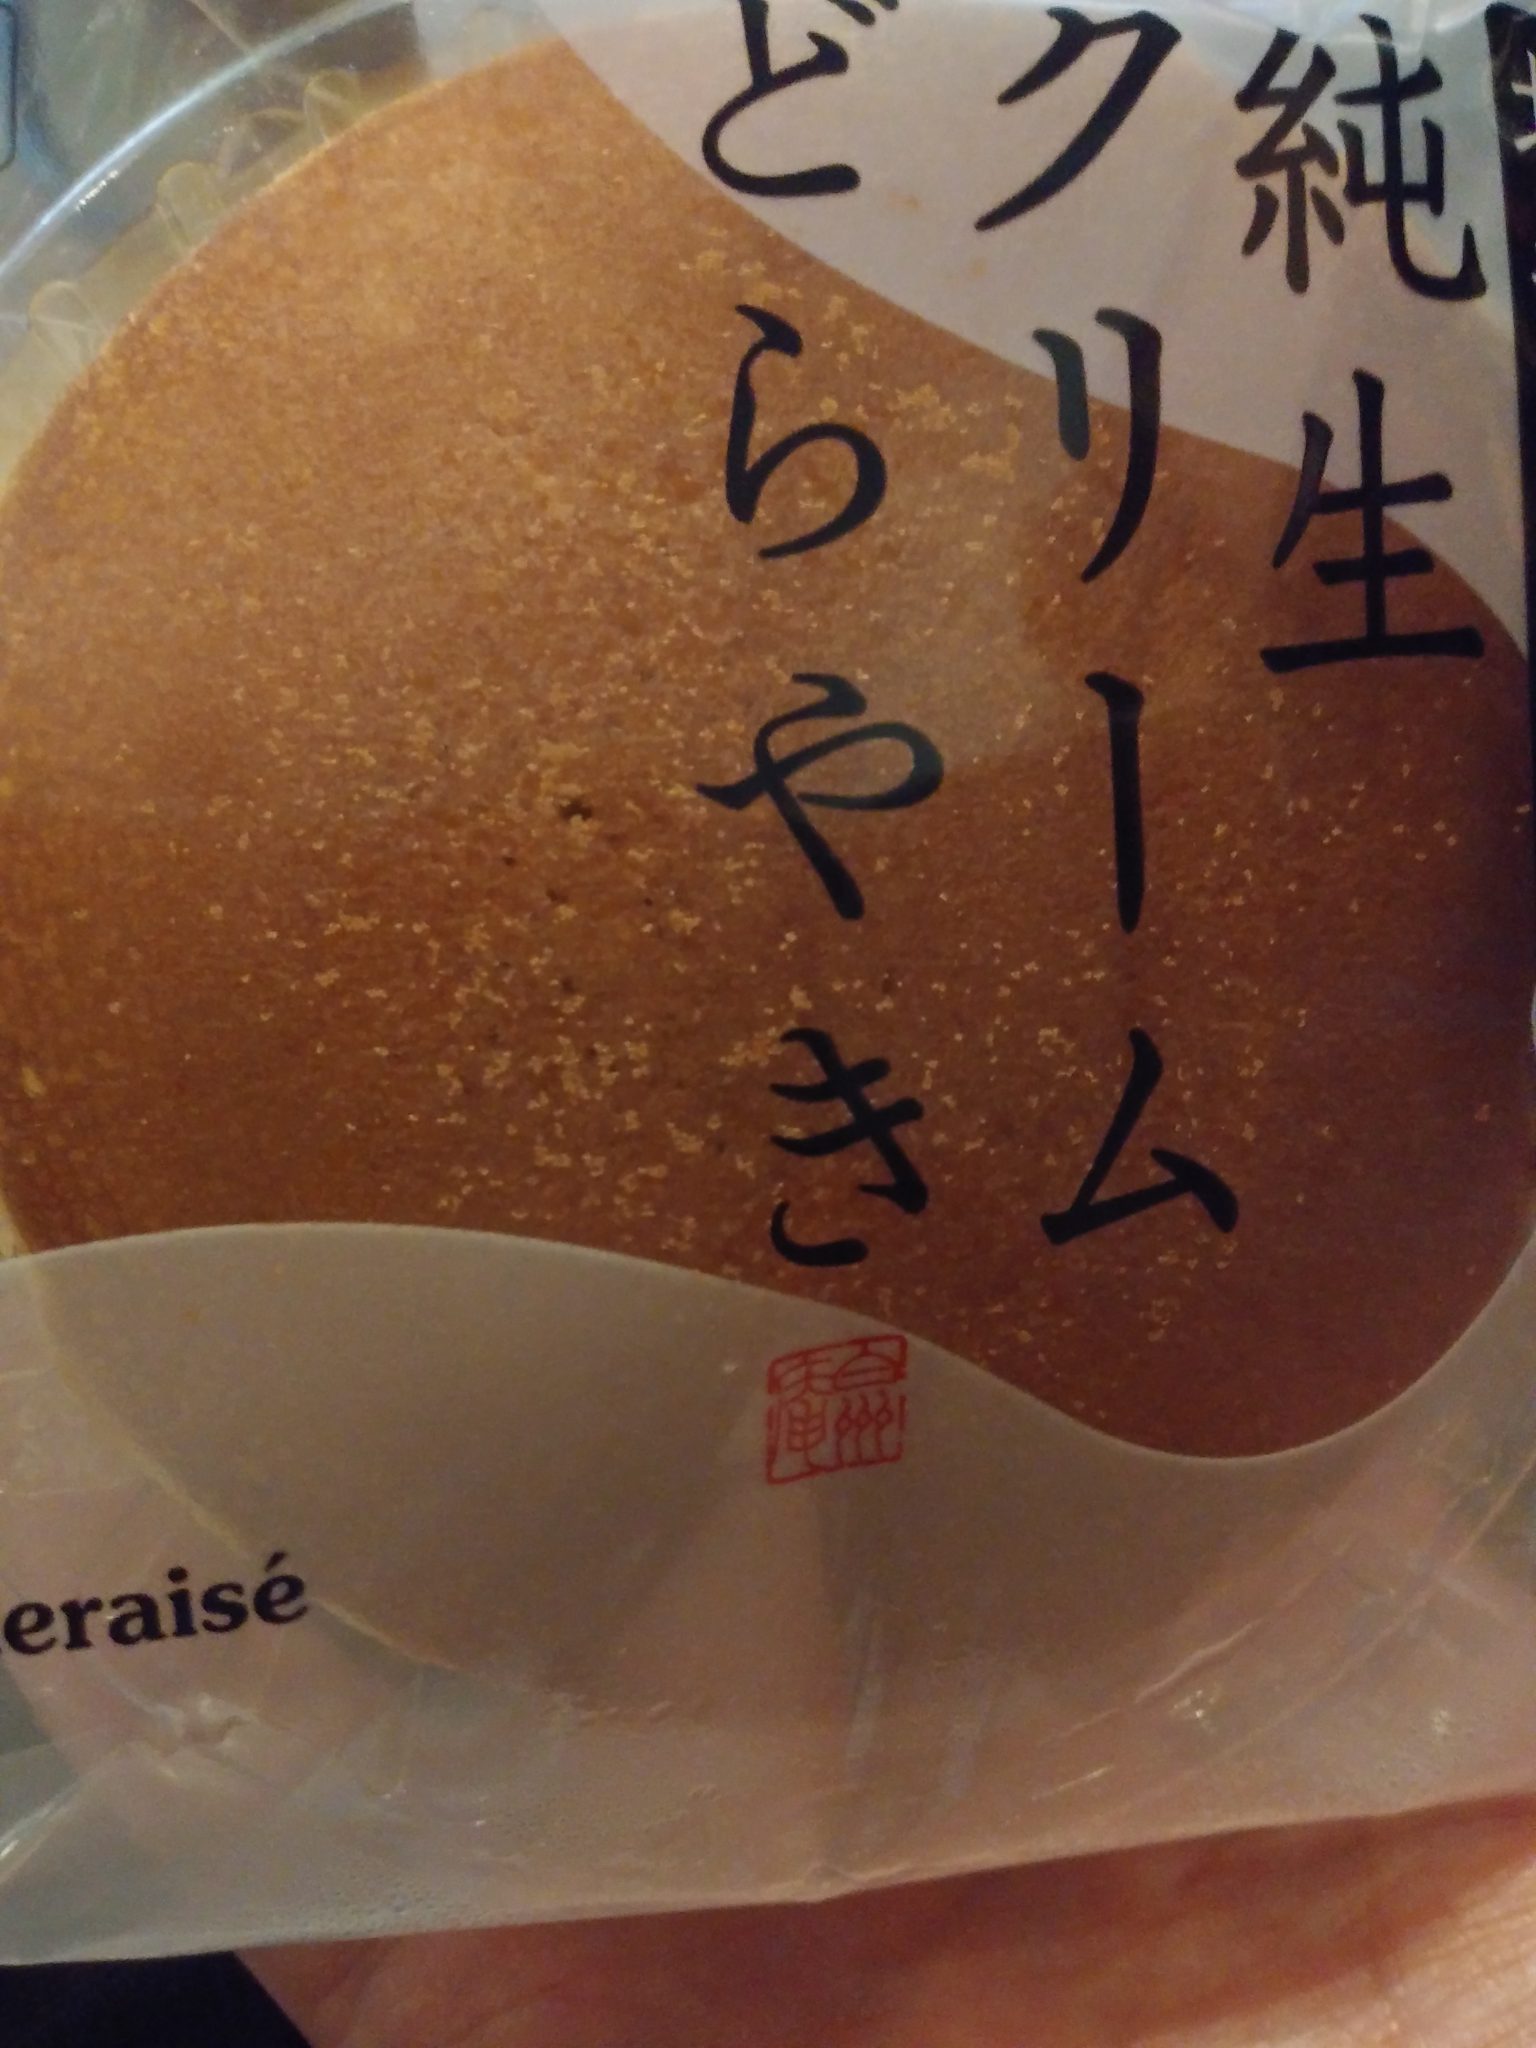 純生
クリーム
どらやき
eraisé